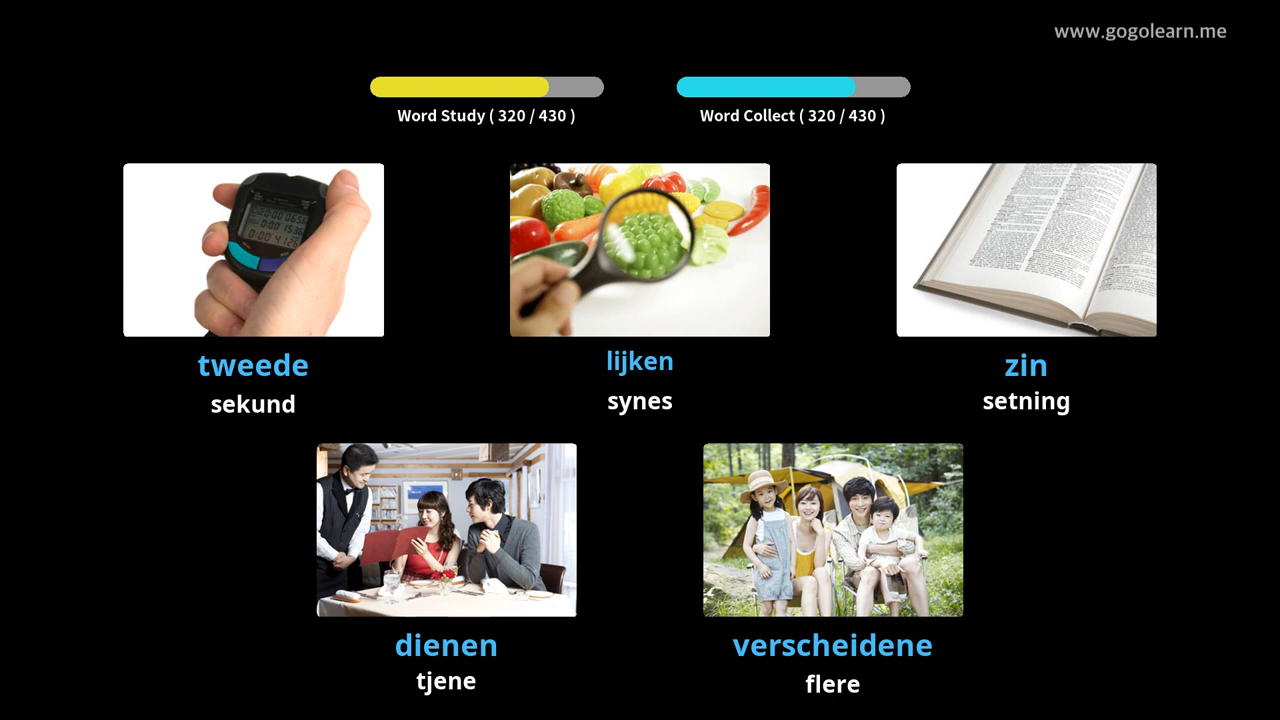 www.gogolearn.me
Word Study ( 320 / 430 )
Word Collect ( 320 / 430 )
tweede
sekund
lijken
synes
zin
setning
dienen
tjene
verscheidene
flere